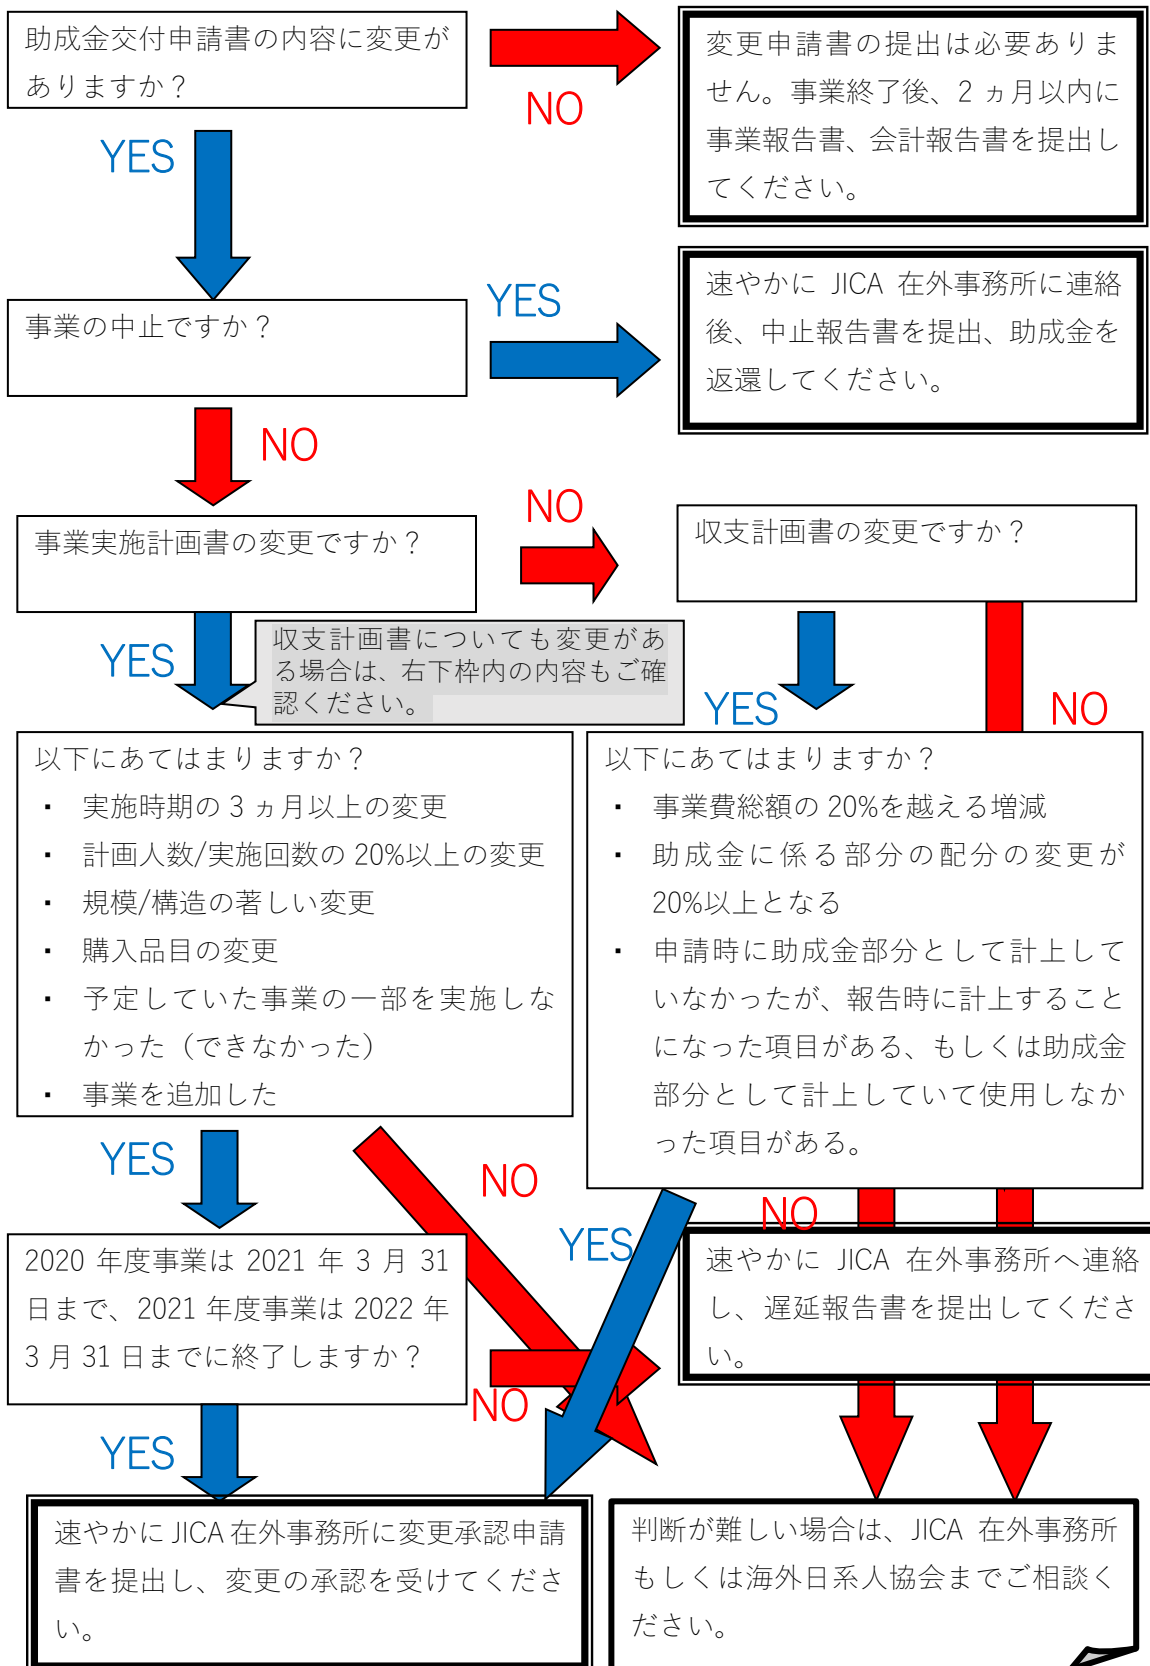 助成金交付申請書の内容に変更が
ありますか？
NO
変更申請書の提出は必要ありま
せん。事業終了後、2 ヵ月以内に
事業報告書、会計報告書を提出し
てください。
YES
事業の中止ですか？
YES
速やかに JICA 在外事務所に連絡
後、中止報告書を提出、助成金を
返還してください。
NO
事業実施計画書の変更ですか？
NO
収支計画書の変更ですか？
YES
収支計画書についても変更があ
る場合は、右下枠内の内容もご確
認ください。
YES
NO
以下にあてはまりますか？
・ 実施時期の 3 ヵ月以上の変更
・ 計画人数/実施回数の 20%以上の変更
・ 規模/構造の著しい変更
・ 購入品目の変更
・ 予定していた事業の一部を実施しな
かった（できなかった）
・ 事業を追加した
以下にあてはまりますか？
・ 事業費総額の 20%を越える増減
・ 助成金に係る部分の配分の変更が
20%以上となる
・ 申請時に助成金部分として計上して
いなかったが、報告時に計上すること
になった項目がある、もしくは助成金
部分として計上していて使用しなか
った項目がある。
YES
NO
YES
NO
2020 年度事業は 2021 年 3 月 31
日まで、2021 年度事業は 2022 年
3 月 31 日までに終了しますか？
NO
速やかに JICA 在外事務所へ連絡
し、遅延報告書を提出してくださ
い。
YES
速やかに JICA 在外事務所に変更承認申請
書を提出し、変更の承認を受けてくださ
い。
判断が難しい場合は、JICA 在外事務所
もしくは海外日系人協会までご相談く
ださい。